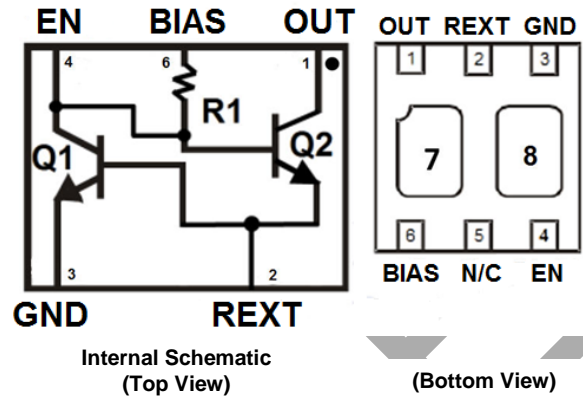 EN BIAS OUT
4 6 1
R1
Q1 Q2
3 2
GND REXT
Internal Schematic
(Top View)
OUT REXT GND
1 2 3
7 8
6 5 4
BIAS N/C EN
(Bottom View)